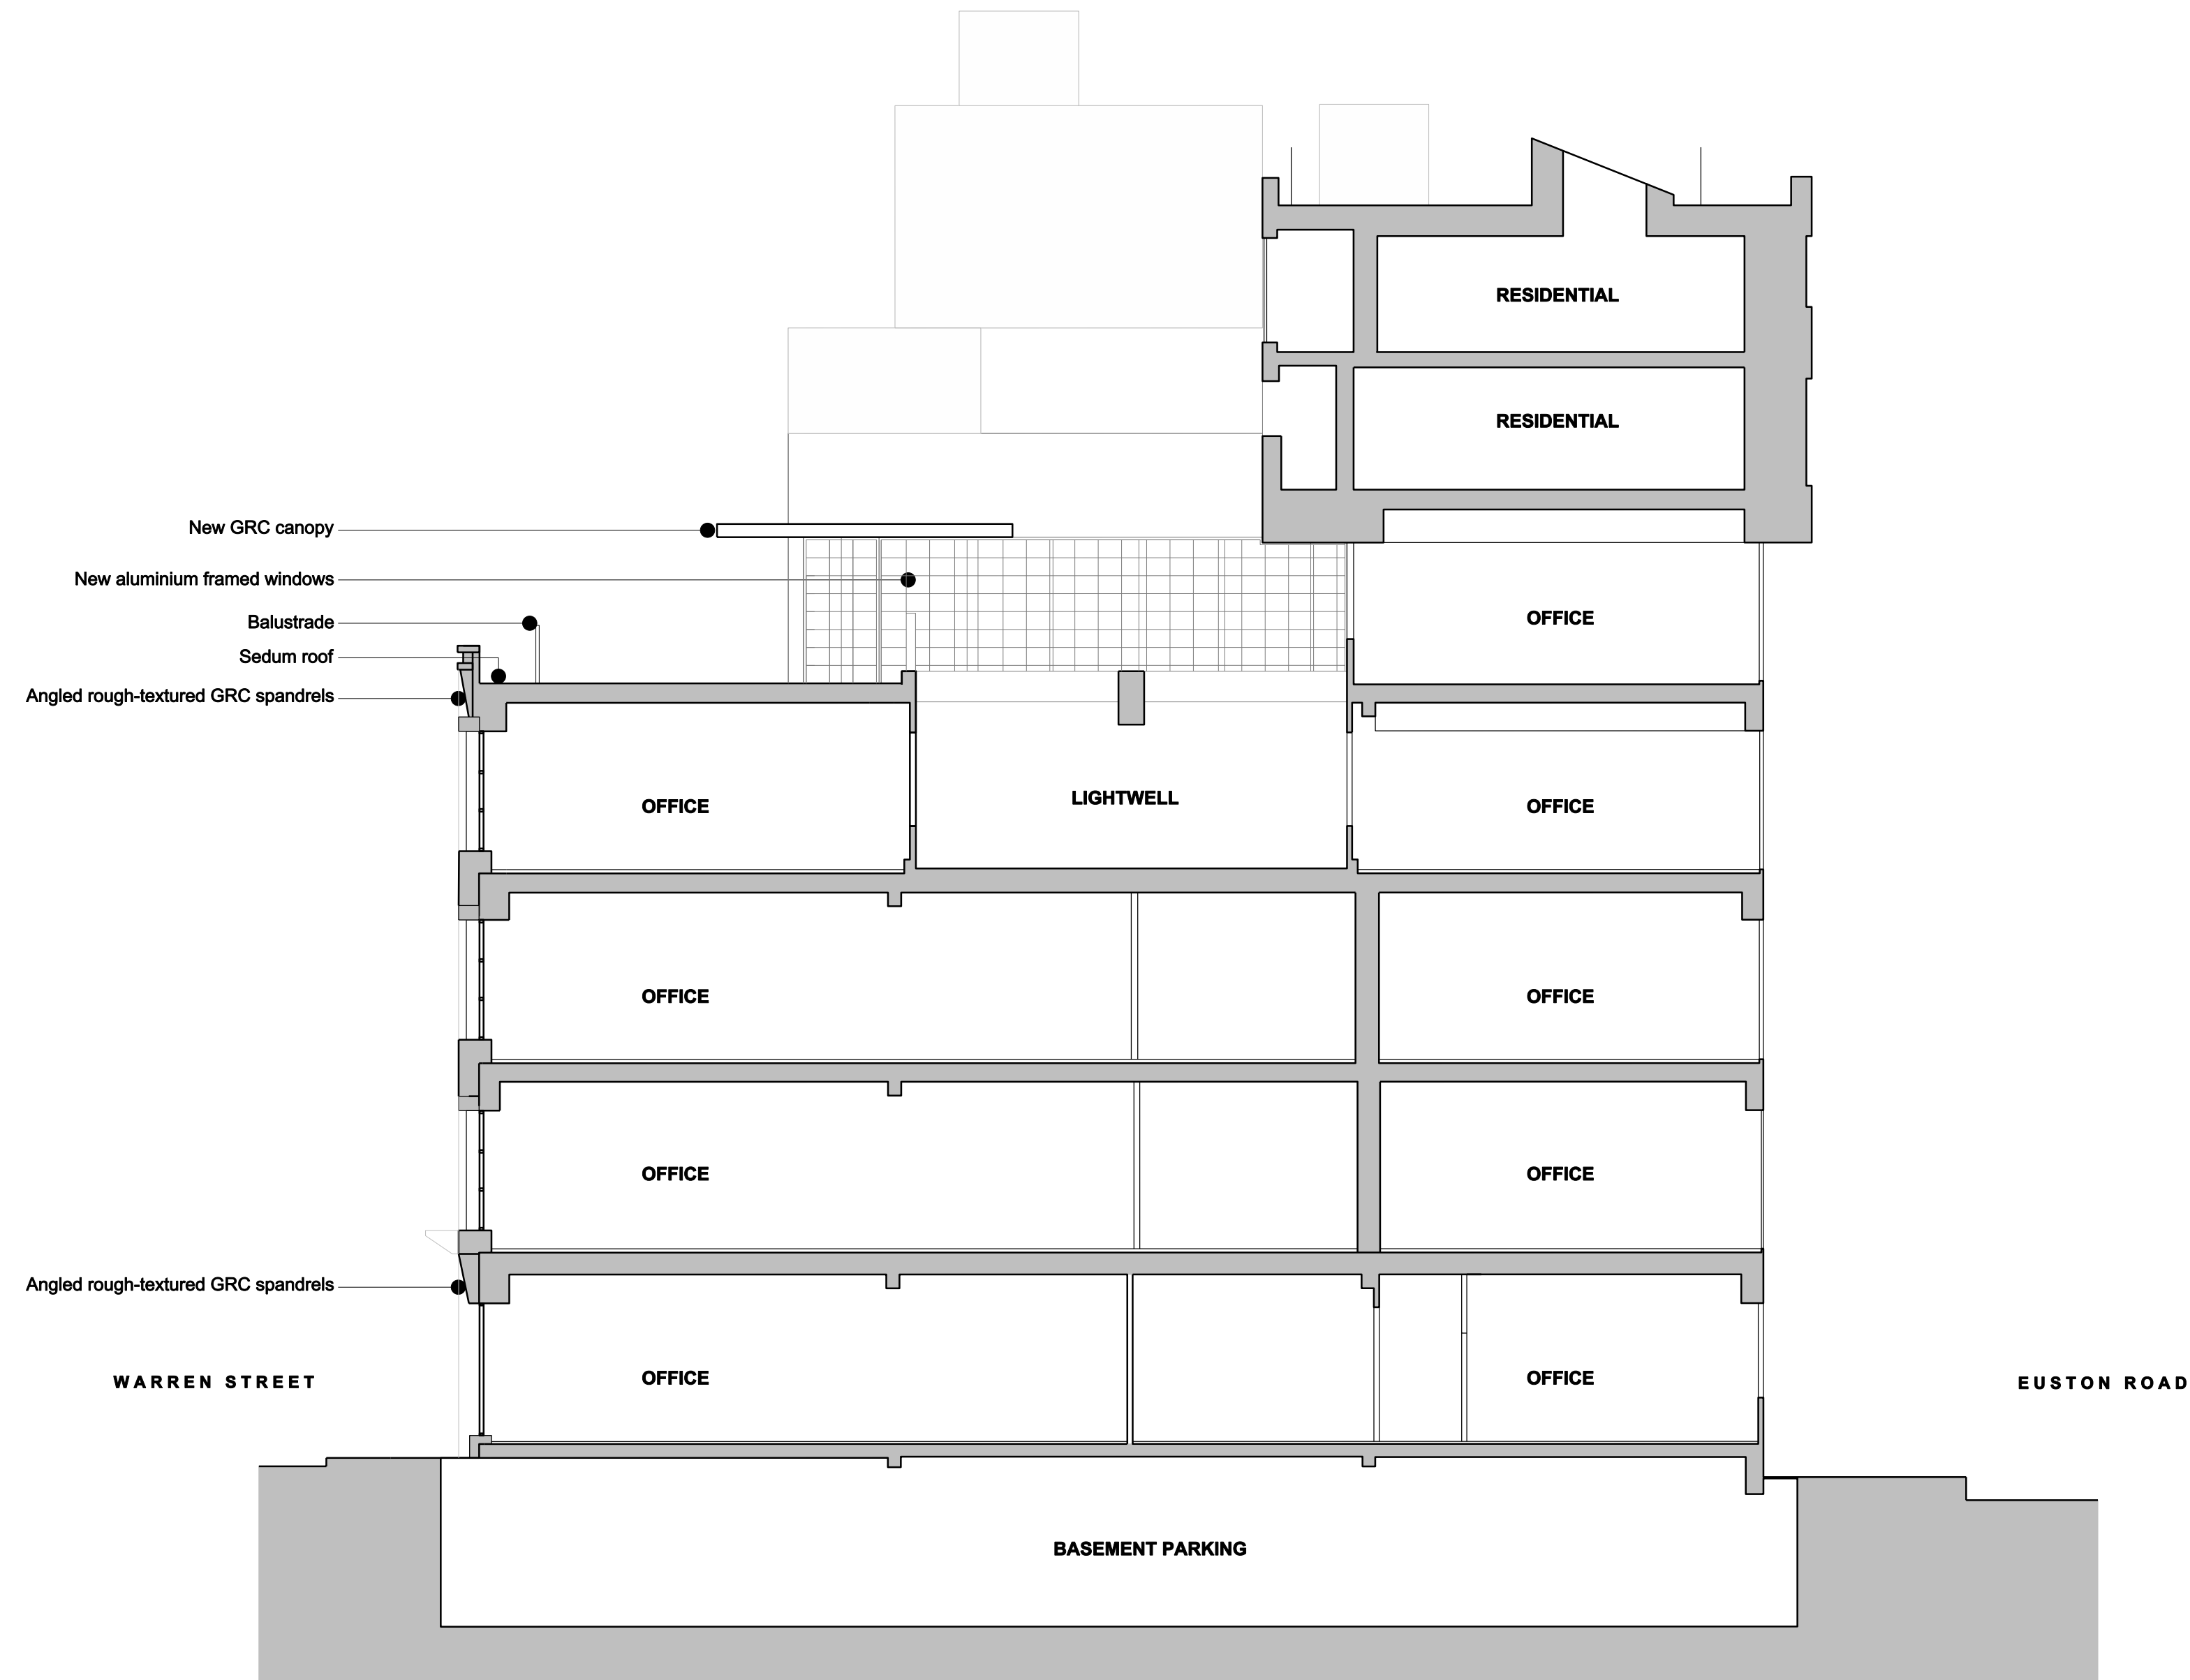 RESIDENTIAL
RESIDENTIAL
New GRC canopy
New aluminium framed windows
Balustrade
OFFICE
Sedum roof
Angled rough-textured GRC spandrels
OFFICE
LIGHTWELL
OFFICE
OFFICE
OFFICE
OFFICE
OFFICE
Angled rough-textured GRC spandrels
WARREN STREET
OFFICE
OFFICE
EUSTON ROAD
BASEMENT PARKING